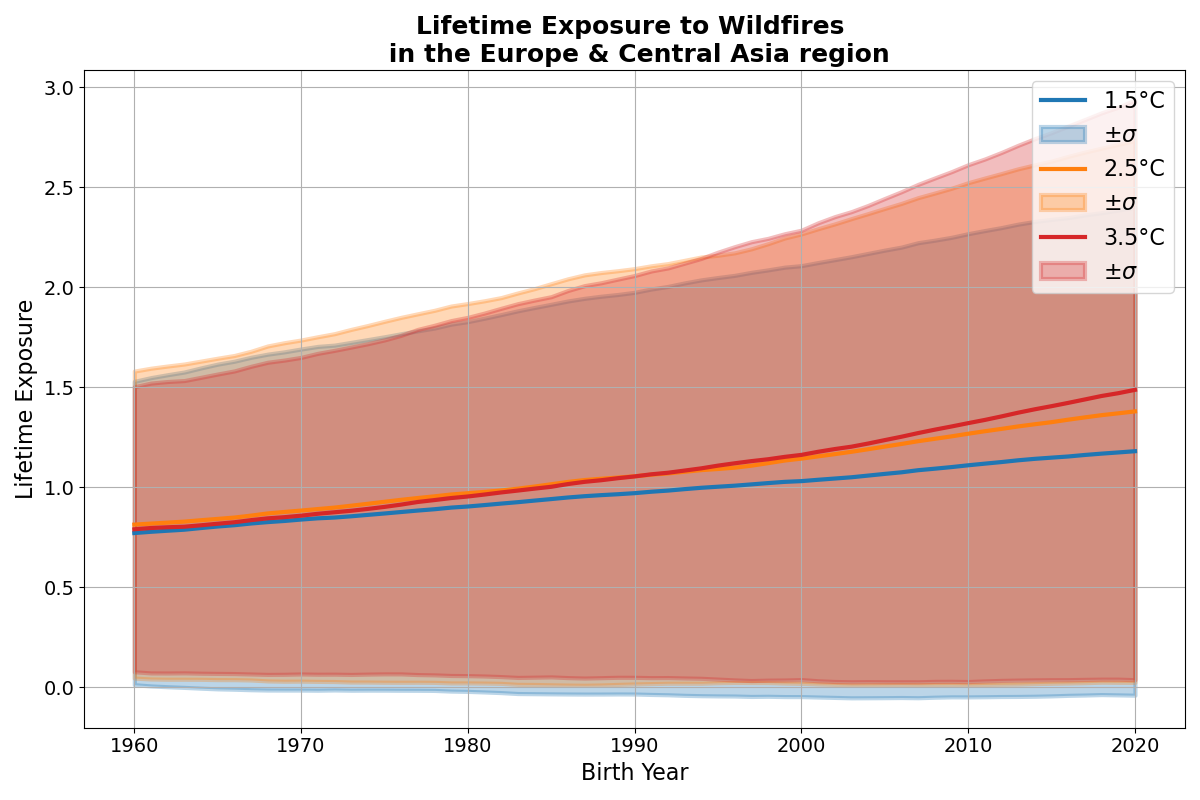 Lifetime Exposure to Wildfires
in the Europe & Central Asia region
3.0
2.5
2.0
1.5
1.0
0.5
0.0
Lifetime Exposure
1960
1970
1980
1990
2000
2010
2020
Birth Year
1.5°C
±σ
2.5°C
±σ
3.5°C
±σ